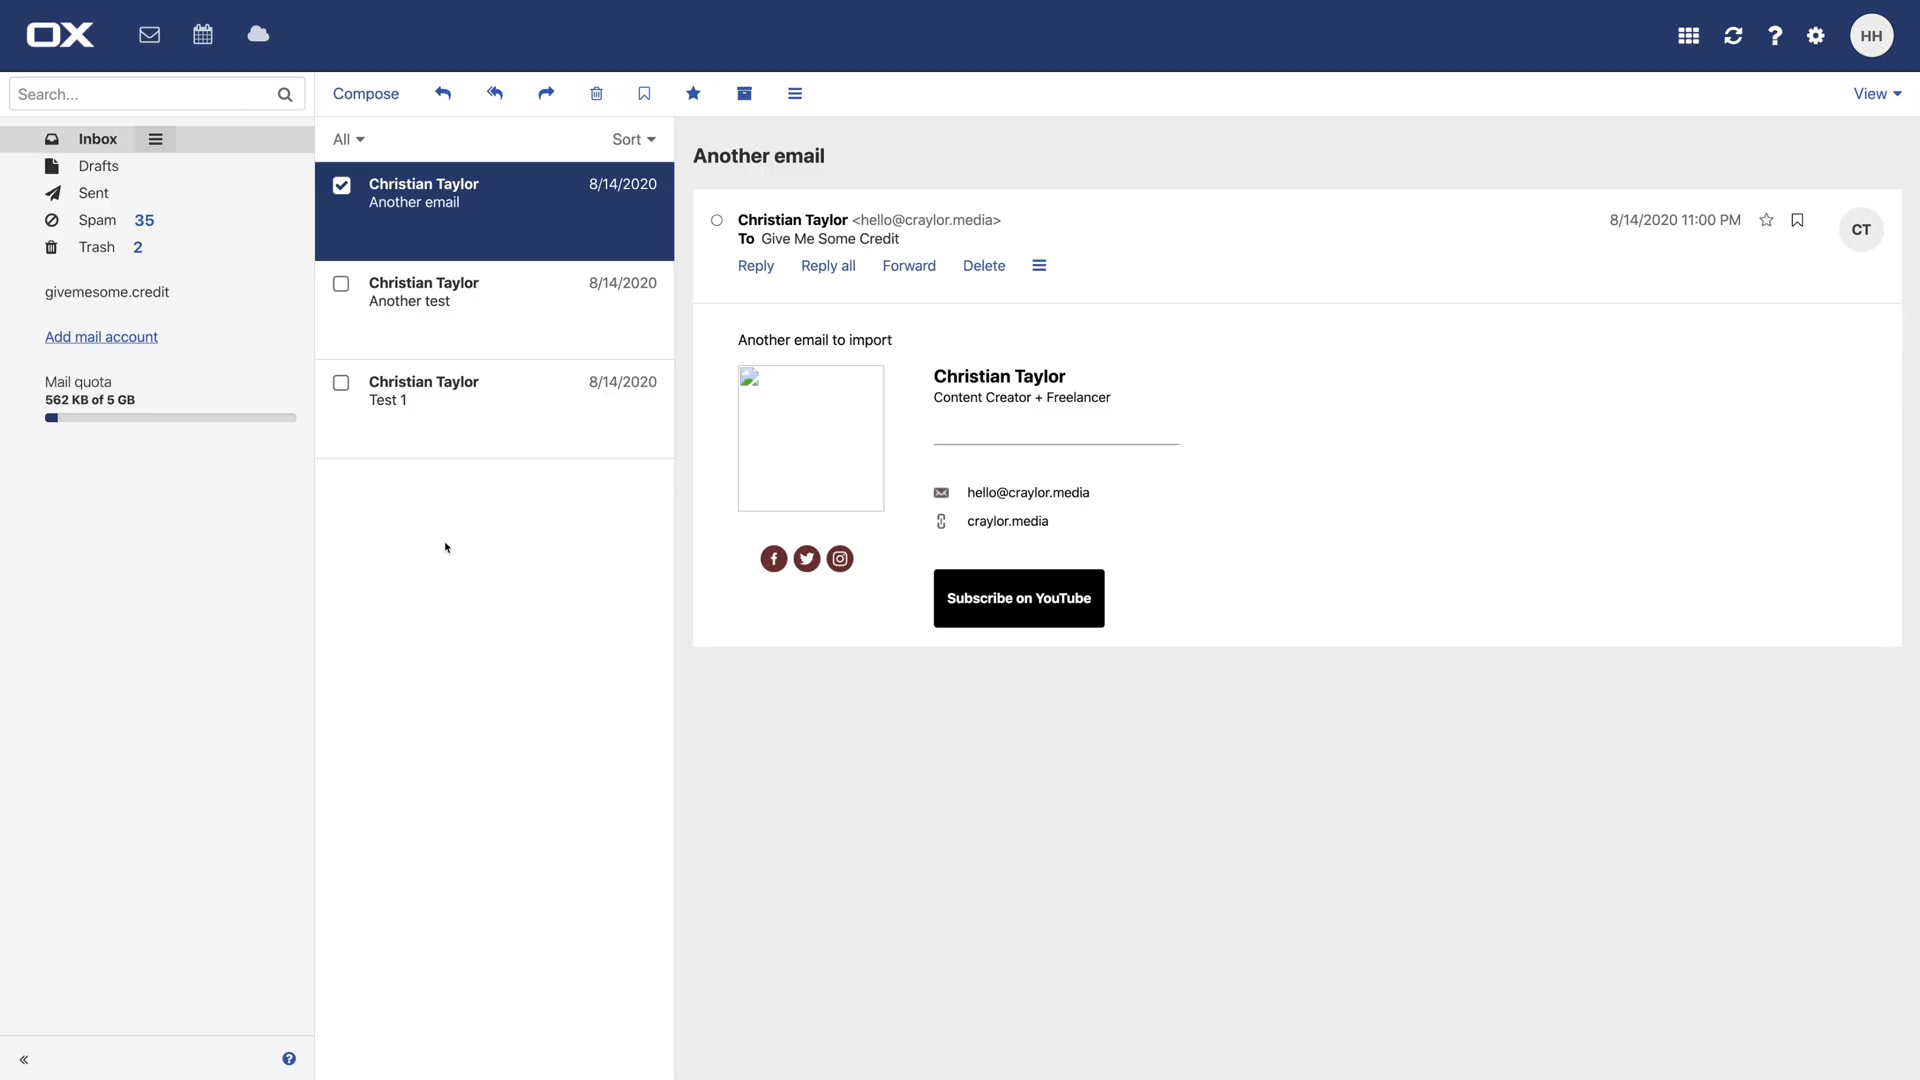 OX
HH
Search...
Compose
View
Inbox
Drafts
Sent
Spam 35
Trash 2
givemesome.credit
Add mail account
Mail quota
562 KB of 5 GB
All
Sort
Christian Taylor 8/14/2020
Another email
Christian Taylor 8/14/2020
Another test
Christian Taylor 8/14/2020
Test 1
Another email
Christian Taylor <hello@craylor.media>
8/14/2020 11:00 PM
CT
To Give Me Some Credit
Reply Reply all Forward Delete
Another email to import
Christian Taylor
Content Creator + Freelancer
hello@craylor.media
craylor.media
Subscribe on YouTube